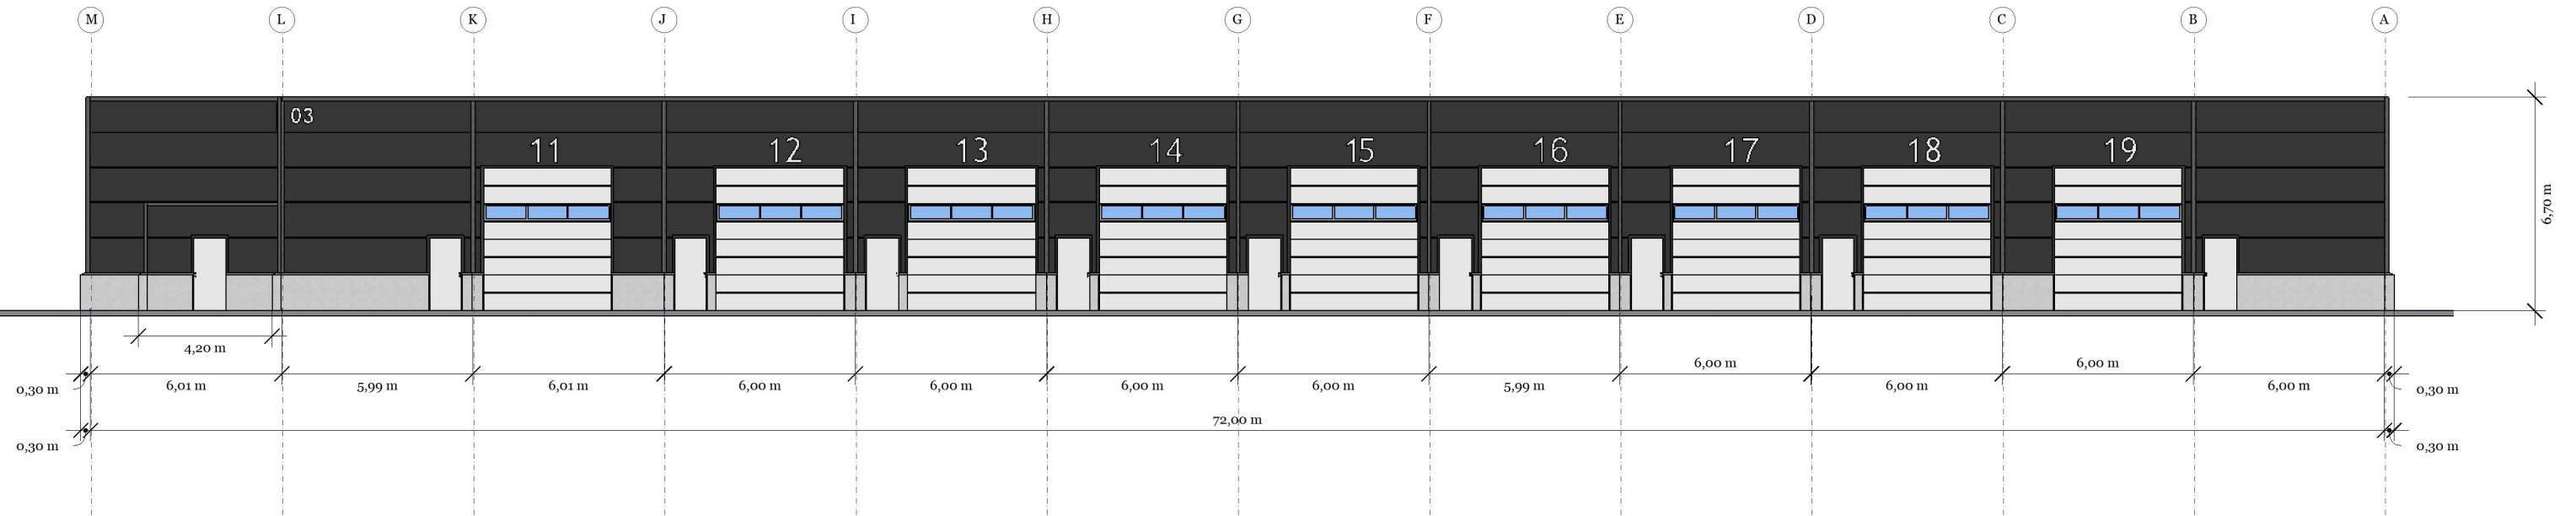 M L K J I H G F E D C B A
03
11 12 13 14 15 16 17 18 19
6,70 m
4,20 m
6,00 m 6,00 m
0,30 m 6,01 m 5,99 m 6,01 m 6,00 m 6,00 m 6,00 m 6,00 m 5,99 m 6,00 m 6,00 m 0,30 m
72,00 m
0,30 m 0,30 m